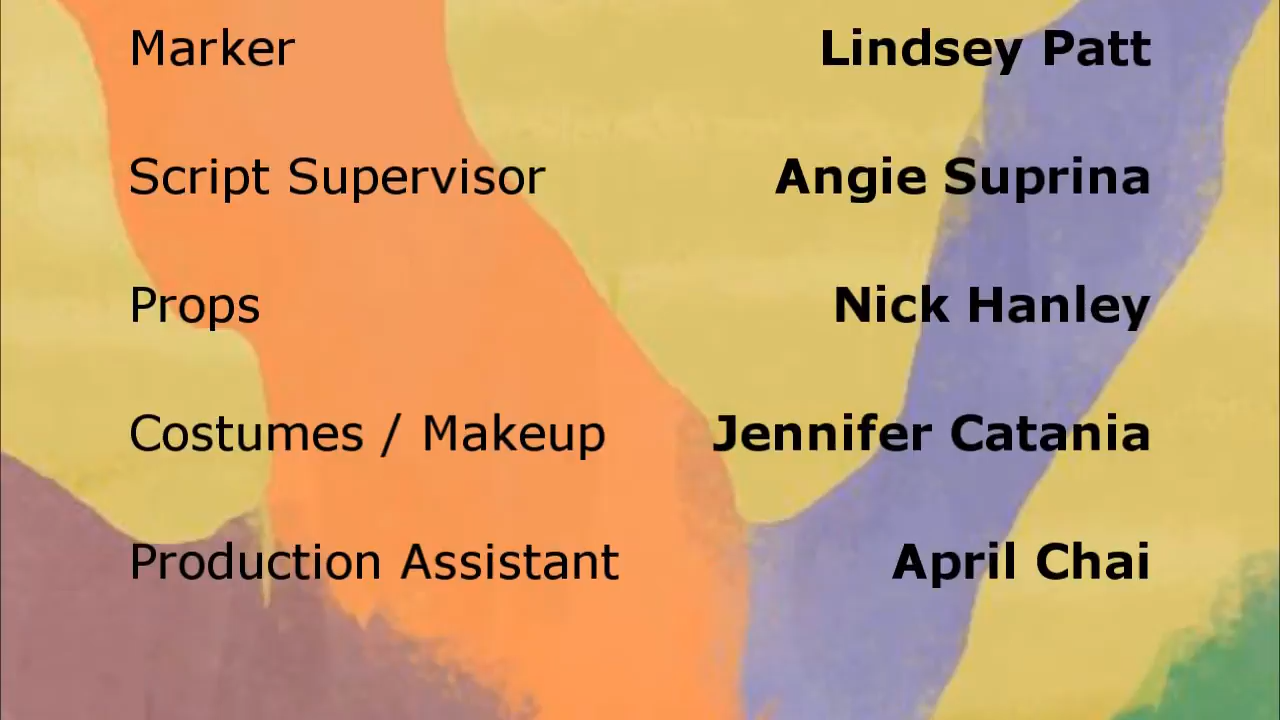 Marker Lindsey Patt
Script Supervisor Angie Suprina
Props Nick Hanley
Costumes / Makeup Jennifer Catania
Production Assistant April Chai